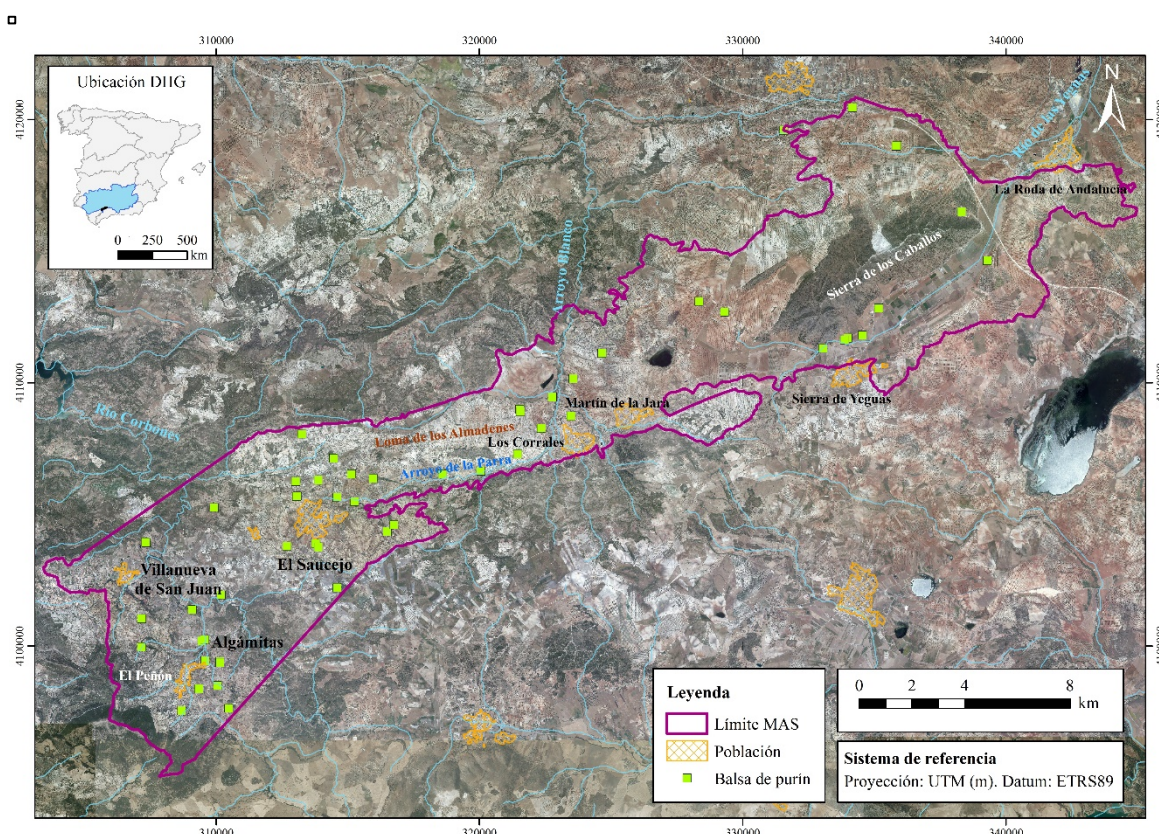 310000
320000
330000
340000
Ubicación DHG
0 250 500
km
N
4120000
4120000
Río de las Yeguas
La Roda de Andalucía
Sierra de los Caballos
Arroyo Blanco
4110000
4110000
Río Corbones
Martín de la Jara
Sierra de Yeguas
Loma de los Almadenes
Los Corrales
Arroyo de la Parra
El Saucejo
Villanueva
de San Juan
Algámitas
4100000
4100000
El Peñón
Leyenda
Límite MAS
Población
Balsa de purín
0 2 4 8
km
Sistema de referencia
Proyección: UTM (m). Datum: ETRS89
310000
320000
330000
340000